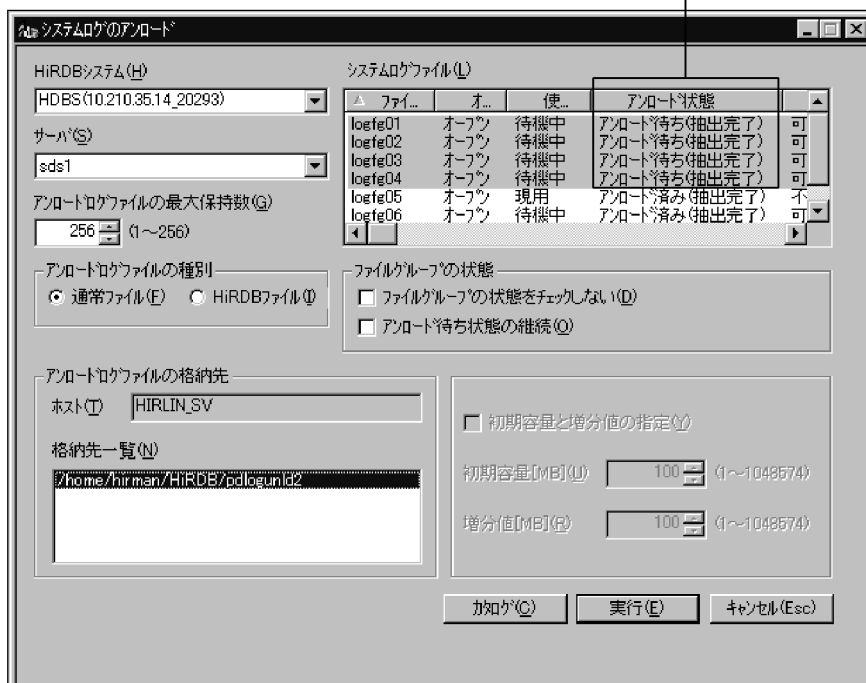 システムログのアンロード
HiRDBシステム(H)
HDBS(10.210.35.14_20293)
サーバ(S)
sds1
アンロードログファイルの最大保持数(G)
256 (1～256)
システムログファイル(L)
ファイ... オ... 使... アンロード状態
logfg01 オープン 待機中 アンロード待ち(抽出完了) 可
logfg02 オープン 待機中 アンロード待ち(抽出完了) 可
logfg03 オープン 待機中 アンロード待ち(抽出完了) 可
logfg04 オープン 待機中 アンロード待ち(抽出完了) 可
logfg05 オープン 現用 アンロード済み(抽出完了) 不
logfg06 オープン 待機中 アンロード済み(抽出完了) 可
アンロードログファイルの種別
通常ファイル(F) HiRDBファイル(I)
ファイルグループの状態
ファイルグループの状態をチェックしない(D)
アンロード待ち状態の継続(O)
アンロードログファイルの格納先
ホスト(T) HIRLIN_SV
格納先一覧(N)
/home/hirman/HiRDB/pdlogunld2
初期容量と増分値の指定(Y)
初期容量[MB](U) 100 (1～1048574)
増分値[MB](R) 100 (1～1048574)
カタログ(C) 実行(E) キャンセル(Esc)